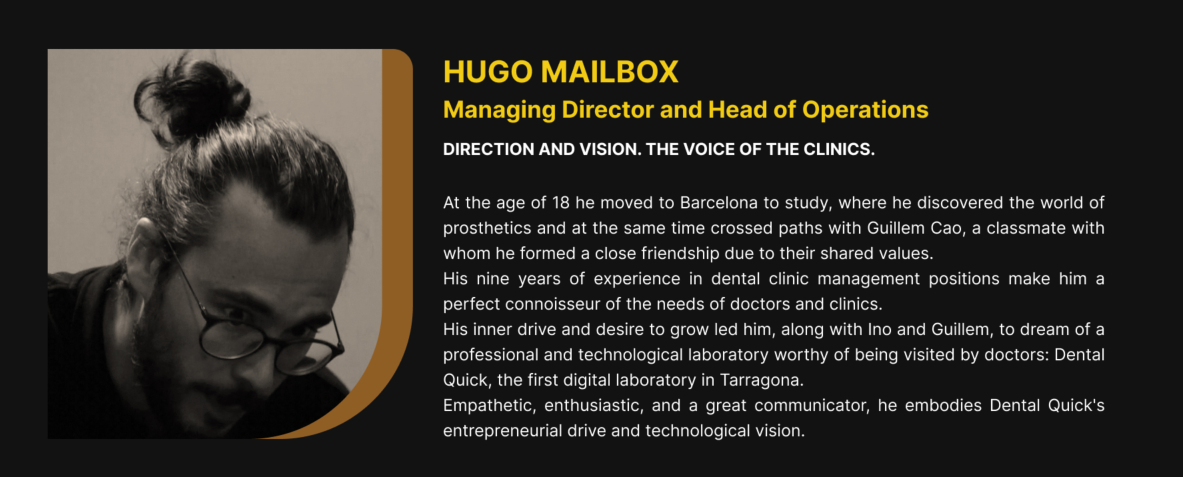 HUGO MAILBOX
Managing Director and Head of Operations
DIRECTION AND VISION. THE VOICE OF THE CLINICS.
At the age of 18 he moved to Barcelona to study, where he discovered the world of
prosthetics and at the same time crossed paths with Guillem Cao, a classmate with
whom he formed a close friendship due to their shared values.
His nine years of experience in dental clinic management positions make him a
perfect connoisseur of the needs of doctors and clinics.
His inner drive and desire to grow led him, along with Ino and Guillem, to dream of a
professional and technological laboratory worthy of being visited by doctors: Dental
Quick, the first digital laboratory in Tarragona.
Empathetic, enthusiastic, and a great communicator, he embodies Dental Quick's
entrepreneurial drive and technological vision.